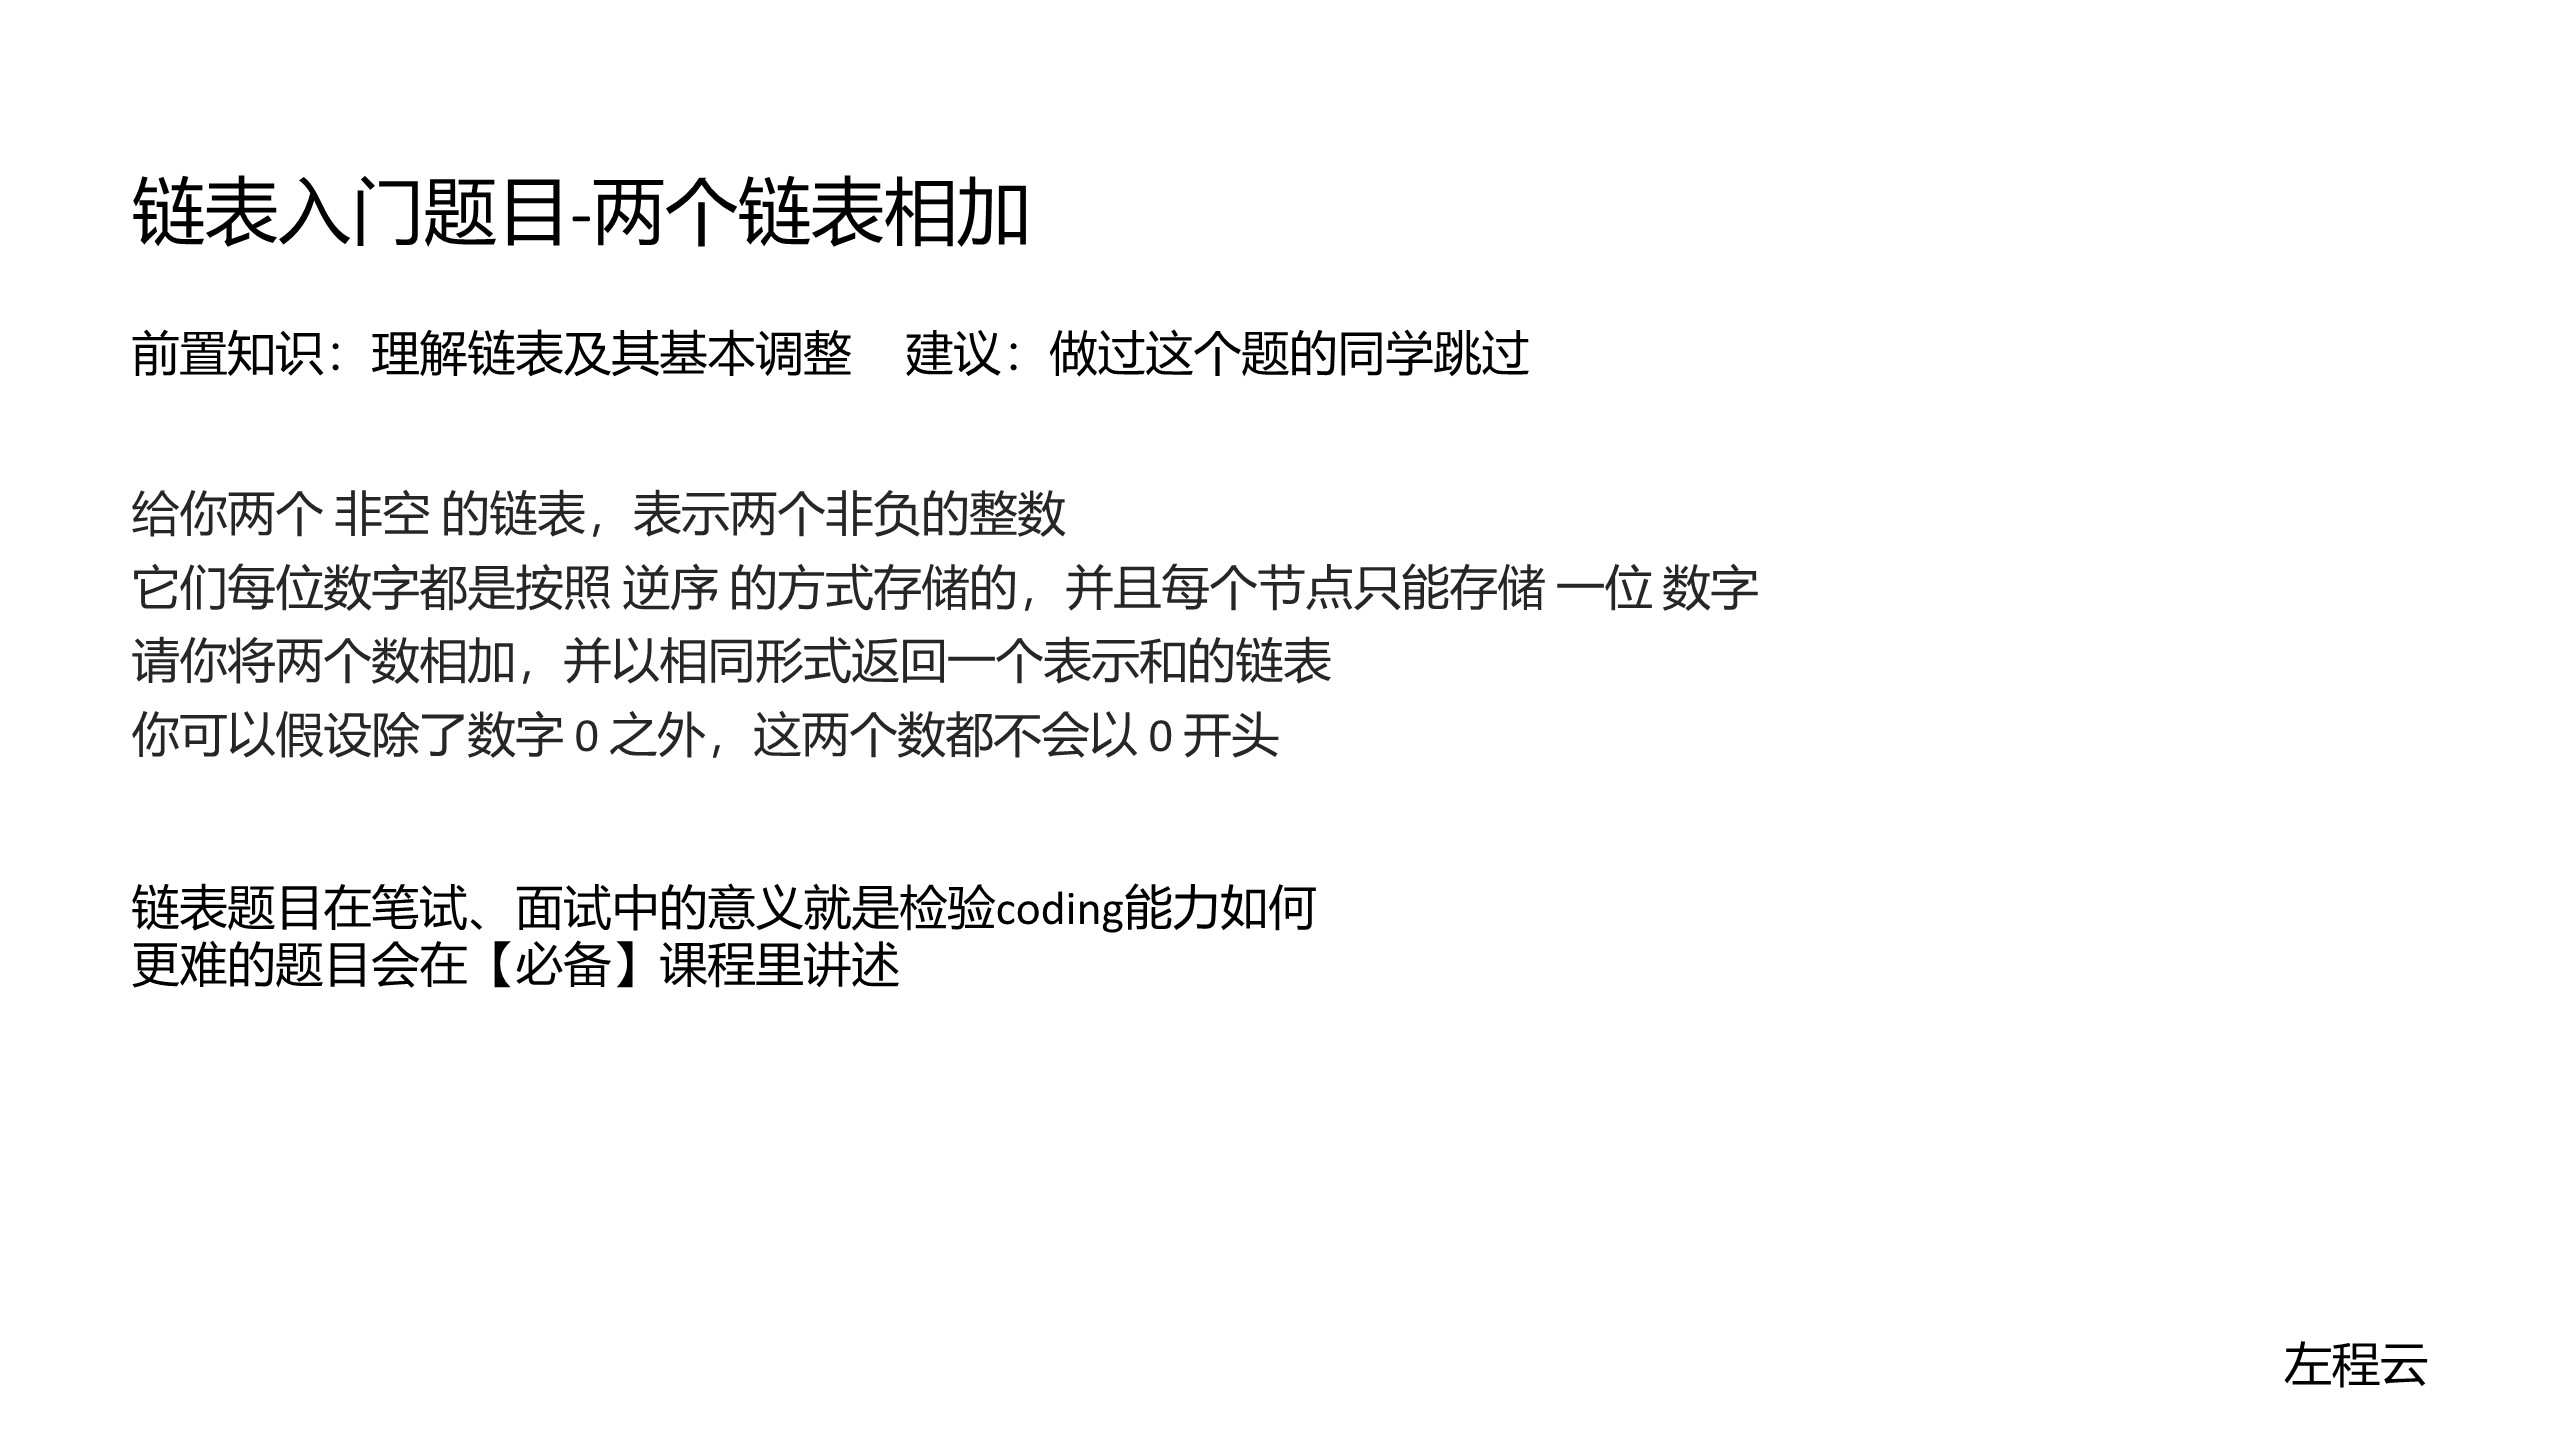 链表入门题目-两个链表相加
前置知识：理解链表及其基本调整 建议：做过这个题的同学跳过
给你两个 非空 的链表，表示两个非负的整数
它们每位数字都是按照 逆序 的方式存储的，并且每个节点只能存储 一位 数字
请你将两个数相加，并以相同形式返回一个表示和的链表
你可以假设除了数字 0 之外，这两个数都不会以 0 开头
链表题目在笔试、面试中的意义就是检验coding能力如何
更难的题目会在【必备】课程里讲述
左程云